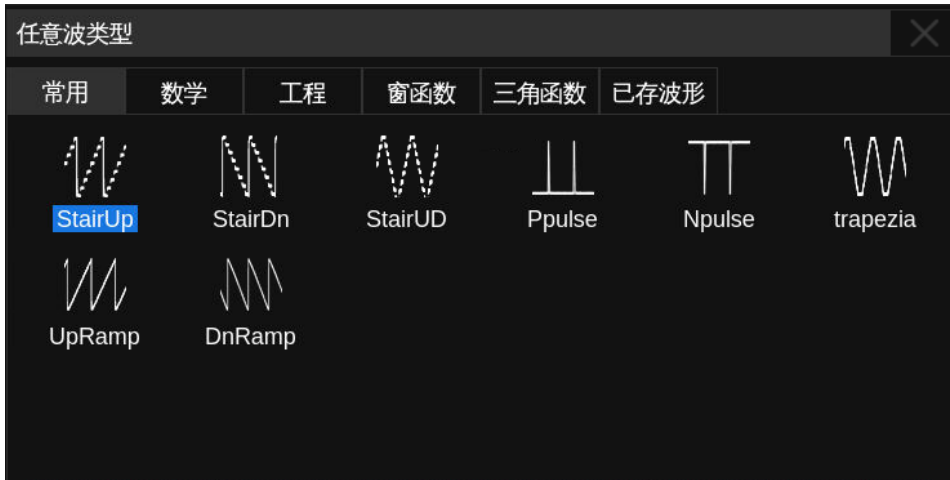 任意波类型
常用 数学 工程 窗函数 三角函数 已存波形
StairUp StairDn StairUD Ppulse Npulse trapezia
UpRamp DnRamp